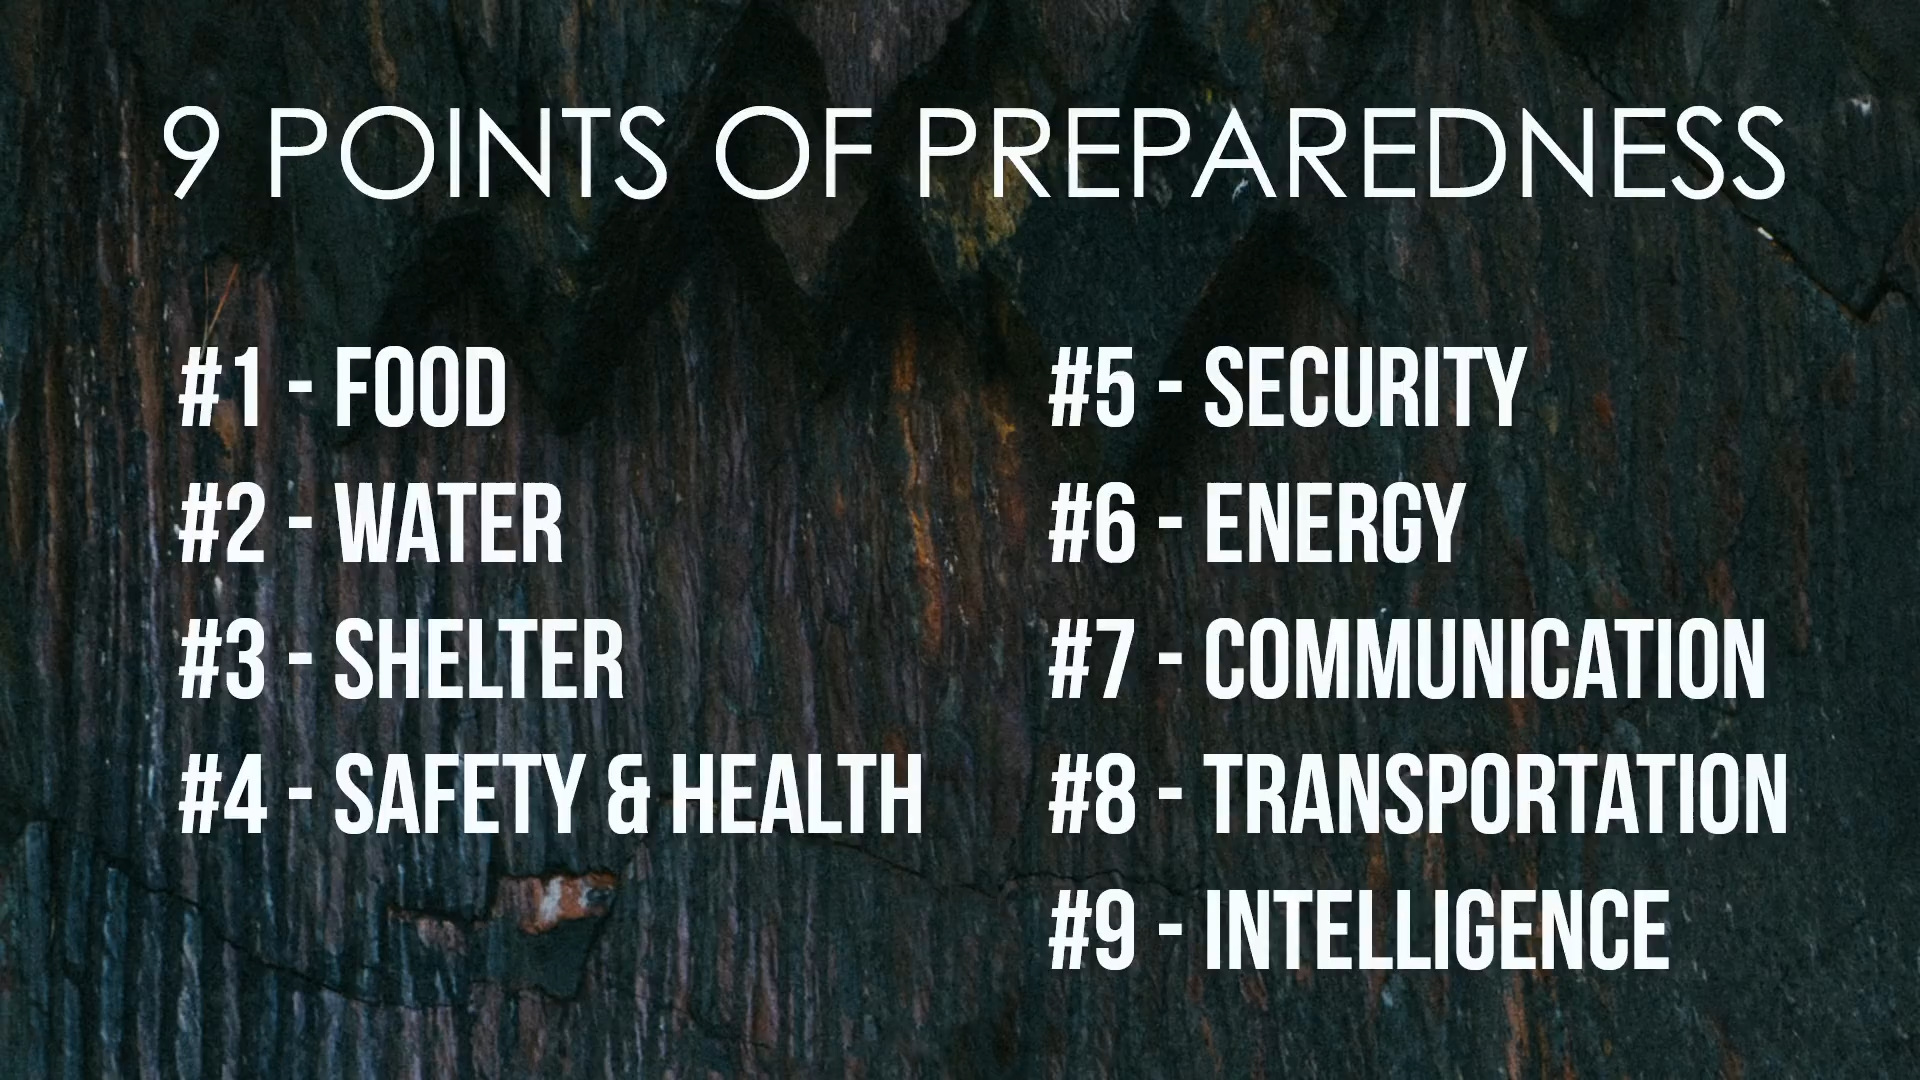 9 POINTS OF PREPAREDNESS
#1 - FOOD
#2 - WATER
#3 - SHELTER
#4 - SAFETY & HEALTH
#5 - SECURITY
#6 - ENERGY
#7 - COMMUNICATION
#8 - TRANSPORTATION
#9 - INTELLIGENCE